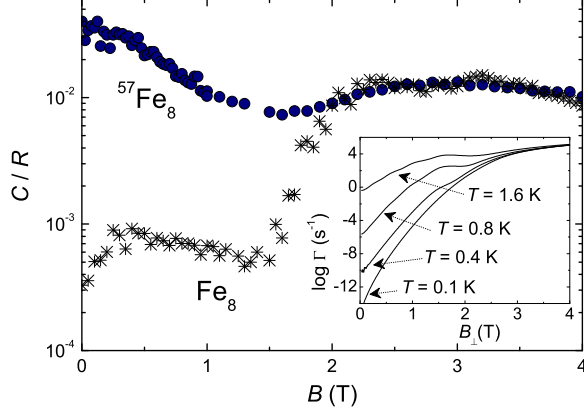 10⁻²
10⁻³
10⁻⁴
C / R
⁵⁷Fe₈
Fe₈
0 1 2 3 4
B (T)
4
0
-4
-8
-12
log Γ (s⁻¹)
T = 1.6 K
T = 0.8 K
T = 0.4 K
T = 0.1 K
0 1 2 3 4
B⊥(T)